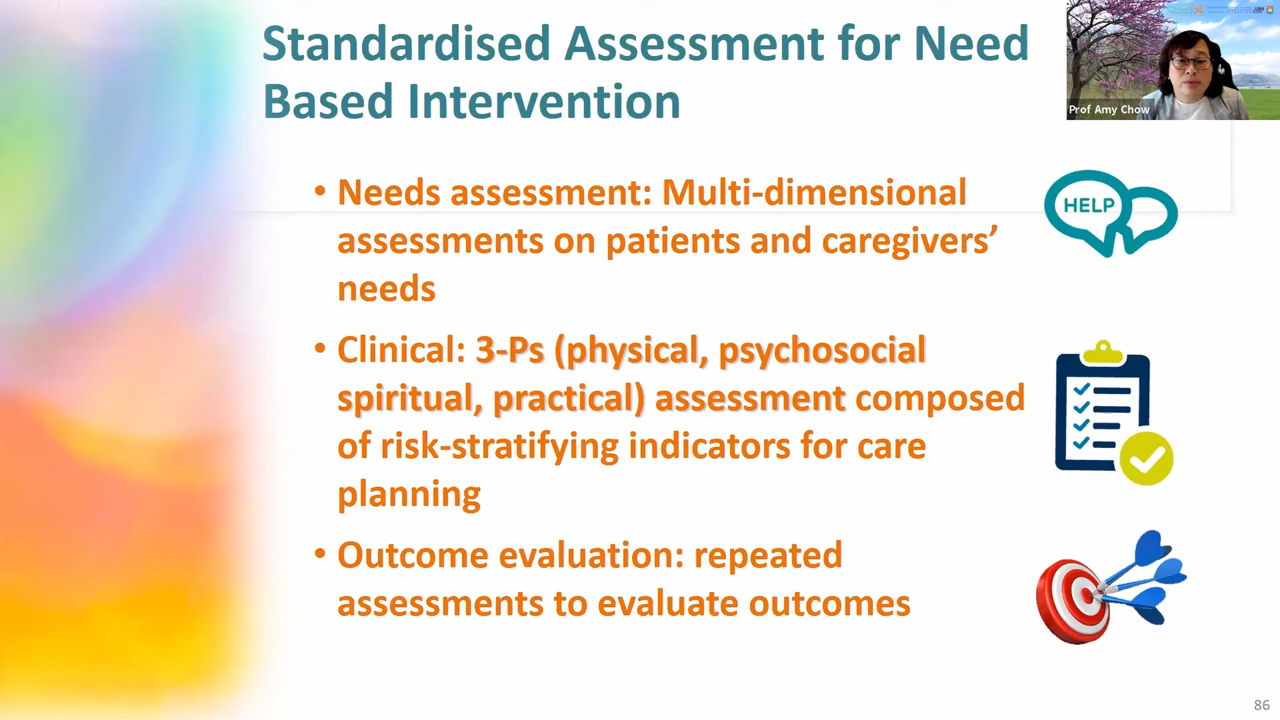 Standardised Assessment for Need
Based Intervention
Prof Amy Chow
• Needs assessment: Multi-dimensional
assessments on patients and caregivers’
needs
HELP
• Clinical: 3-Ps (physical, psychosocial
spiritual, practical) assessment composed
of risk-stratifying indicators for care
planning
• Outcome evaluation: repeated
assessments to evaluate outcomes
86